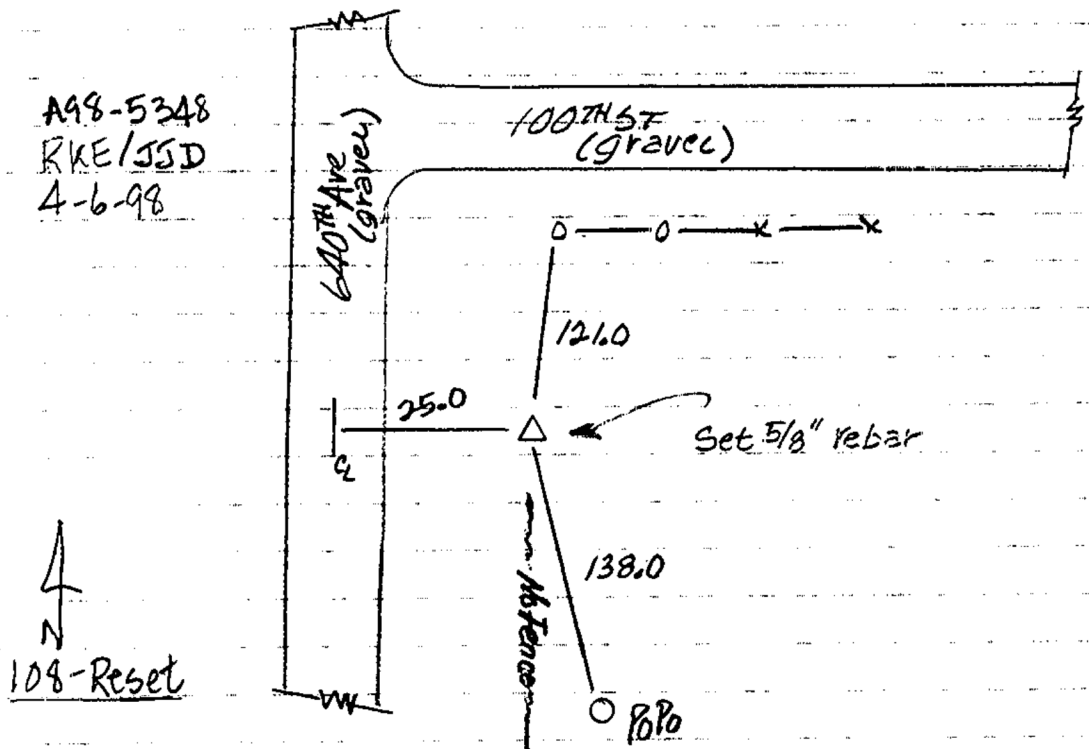 A98-5348
RKE/JJD
4-6-98
100TH ST
(gravel)
640TH Ave
(gravel)
121.0
25.0
Set 5/8" rebar
℄
138.0
No Fence
N
108-Reset
PoPo